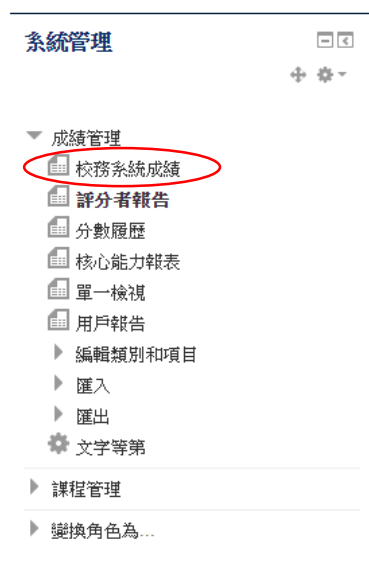 系統管理
成績管理
校務系統成績
評分者報告
分數履歷
核心能力報表
單一檢視
用戶報告
編輯類別和項目
匯入
匯出
文字等第
課程管理
變換角色為...